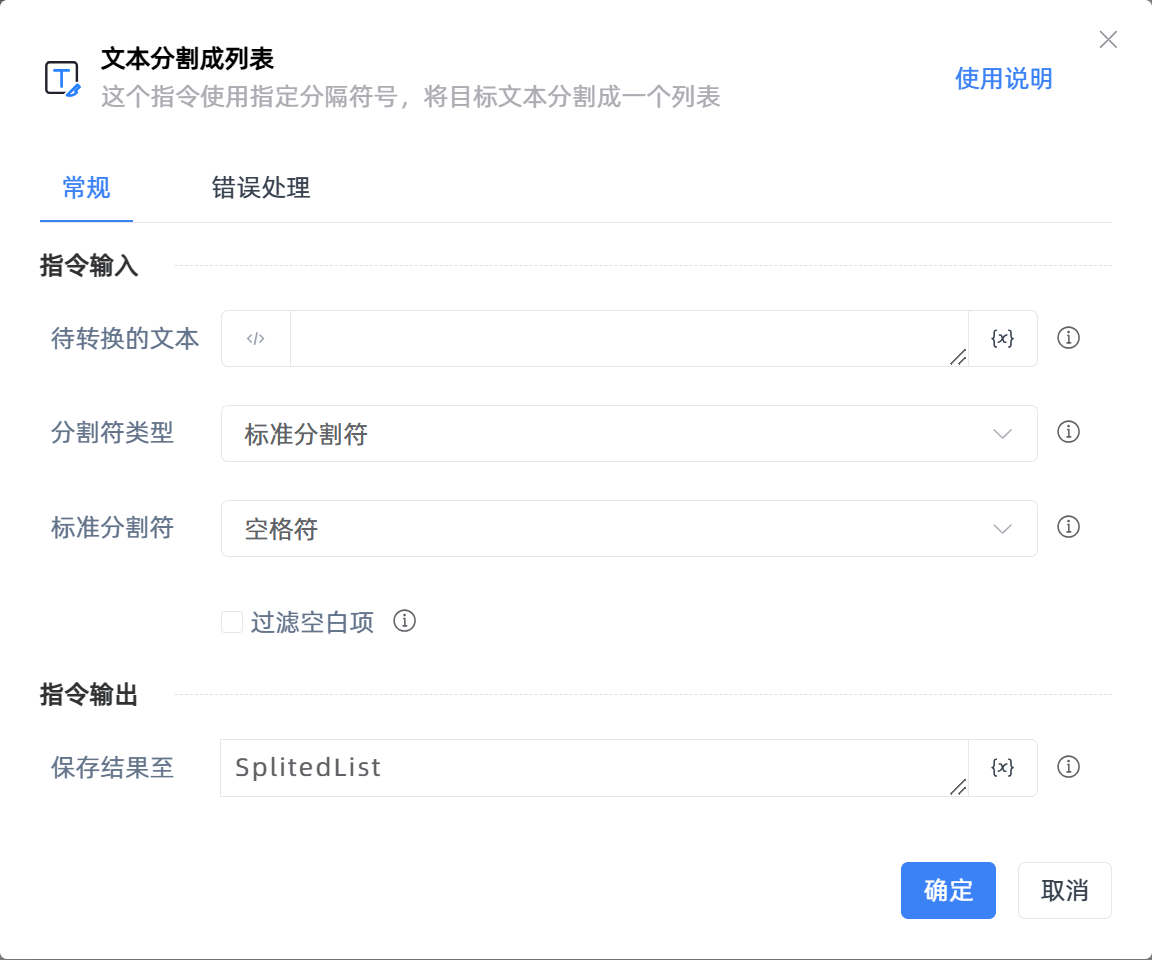 文本分割成列表
这个指令使用指定分隔符号，将目标文本分割成一个列表
使用说明
常规
错误处理
指令输入
待转换的文本
</>
{x}
分割符类型
标准分割符
标准分割符
空格符
过滤空白项
指令输出
保存结果至
SplitedList
{x}
确定
取消